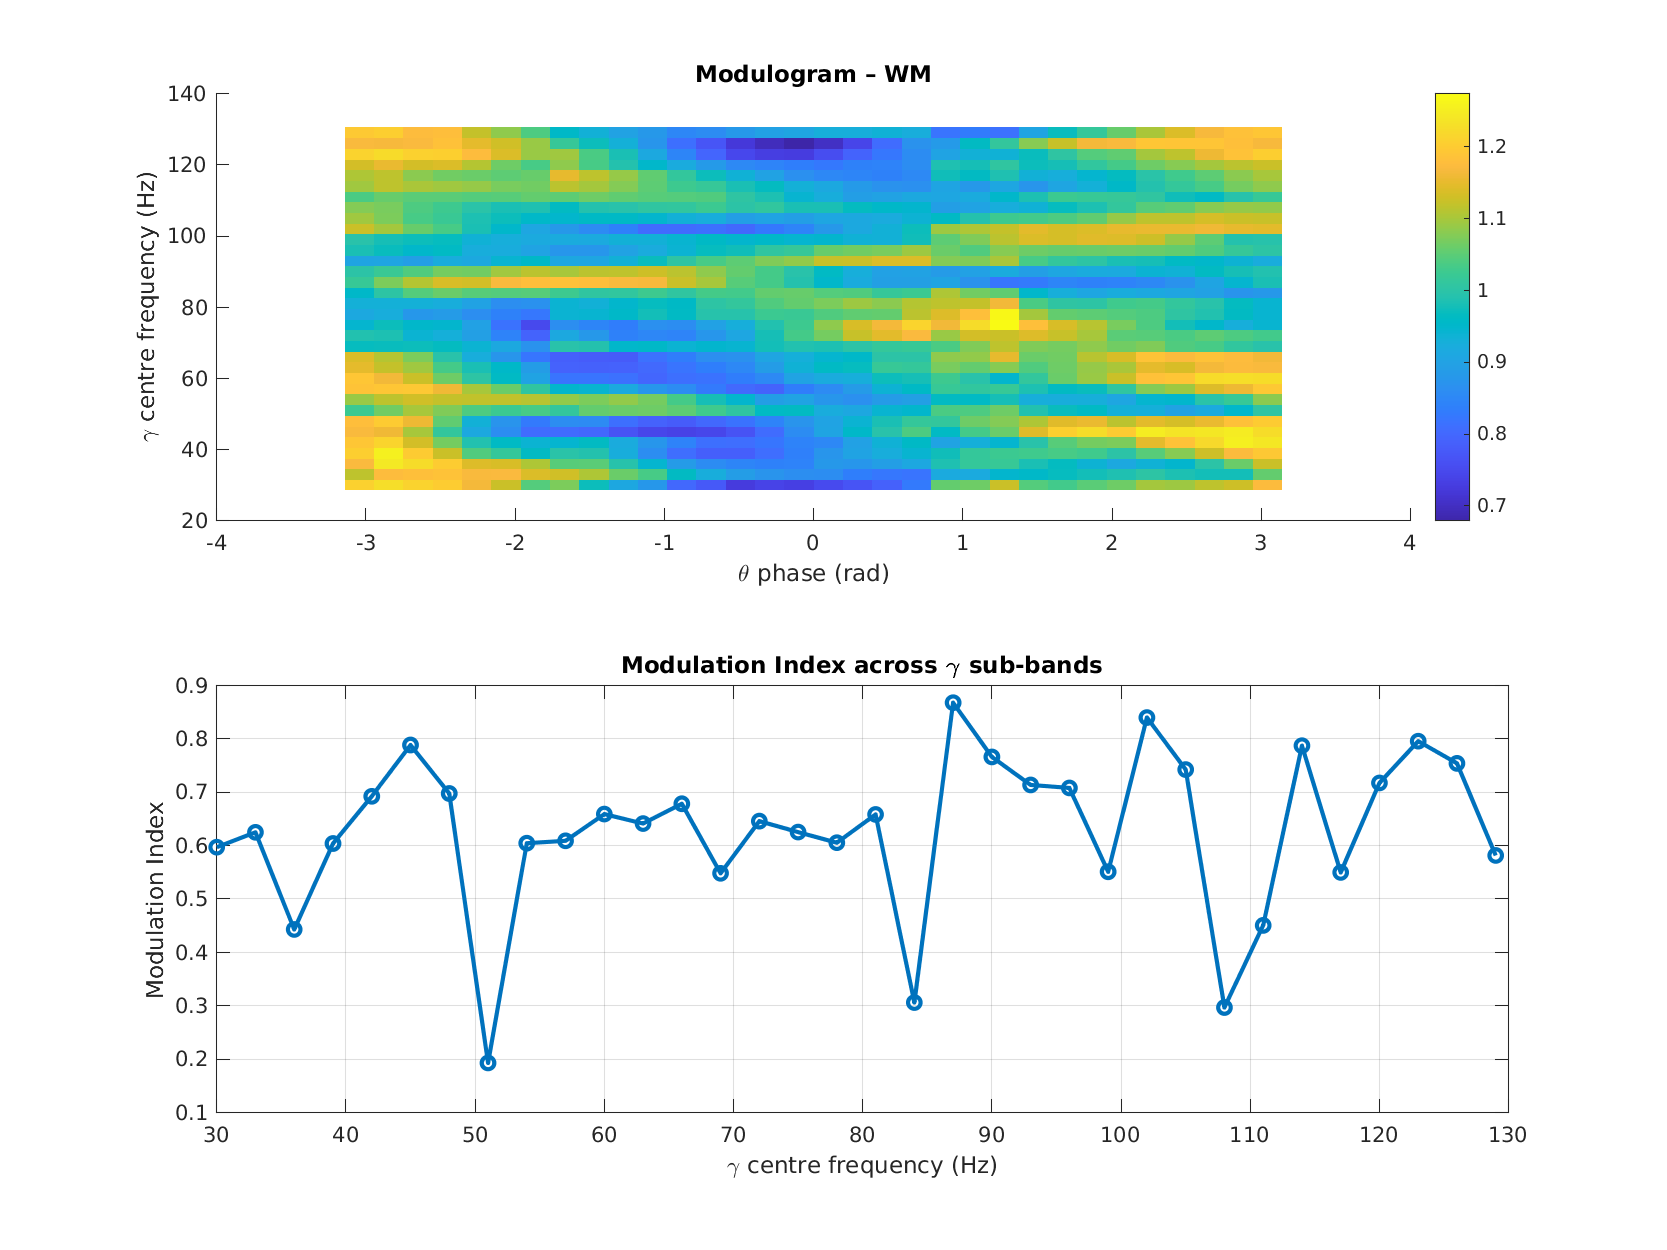 Modulogram – WM
γ centre frequency (Hz)
140
120
100
80
60
40
20
-4 -3 -2 -1 0 1 2 3 4
θ phase (rad)
1.2
1.1
1
0.9
0.8
0.7
Modulation Index across γ sub-bands
Modulation Index
0.9
0.8
0.7
0.6
0.5
0.4
0.3
0.2
0.1
30 40 50 60 70 80 90 100 110 120 130
γ centre frequency (Hz)